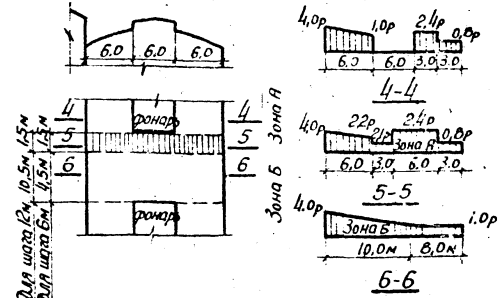 6,0 6,0 6,0
4 фонарь 4
5 5
6 6
фонарь
Зона А
Зона Б
1,5м 1,5м
10,5м 4,5м
Для шага 12м
Для шага 6м
4,0р 1,0р 2,4р 0,8р
6,0 6,0 3,0 3.0
4-4
4,0р 2,2р 2,1р 2.4р 0,8р
Зона А
6,0 3.0 6.0 3.0
5-5
4.0р 1.0р
Зона Б
10,0м 8,0м
6-6